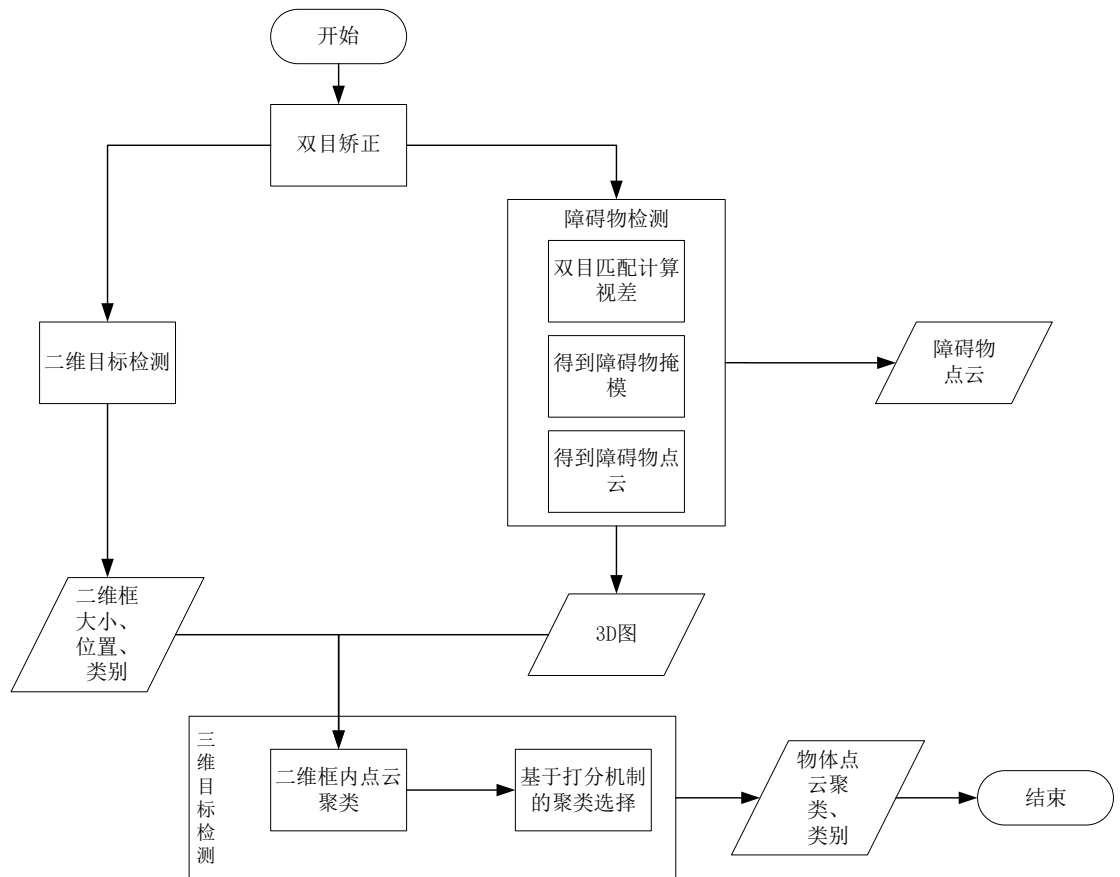 开始
双目矫正
障碍物检测
双目匹配计算
视差
得到障碍物掩
模
得到障碍物点
云
障碍物
点云
二维目标检测
二维框
大小、
位置、
类别
3D图
三维目标检测
二维框内点云
聚类
基于打分机制
的聚类选择
物体点
云聚
类、
类别
结束